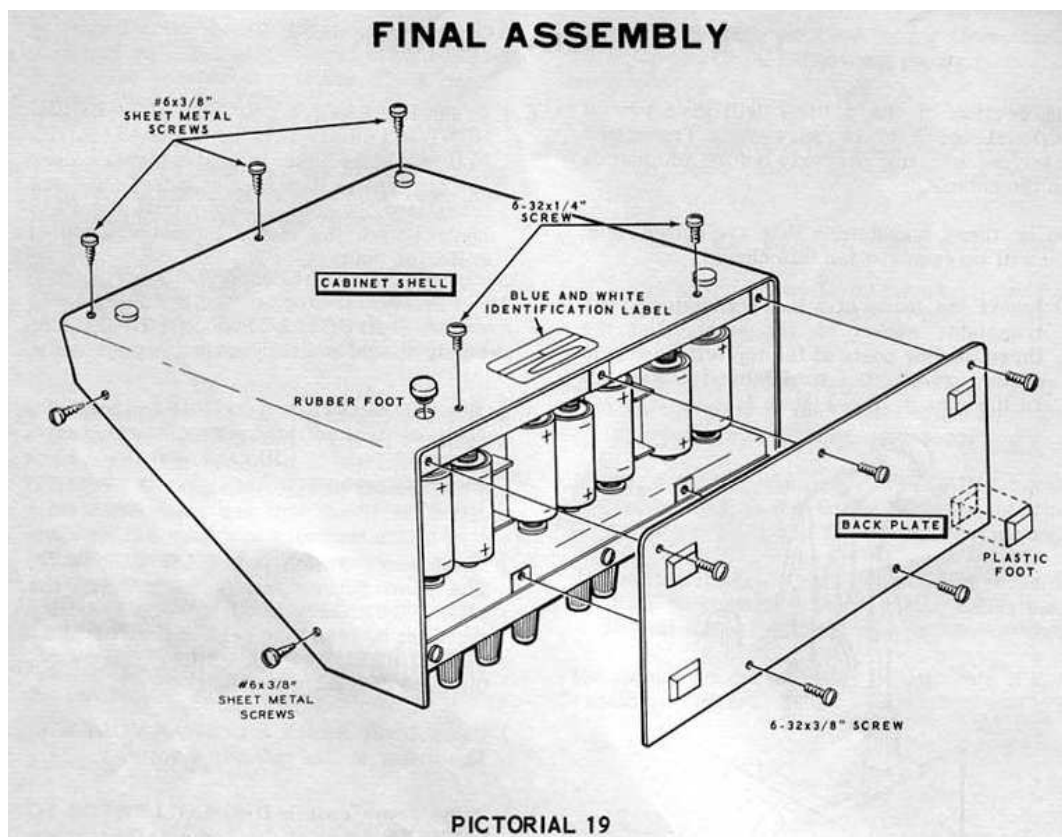 FINAL ASSEMBLY
#6x3/8"
SHEET METAL
SCREWS
6-32x1/4"
SCREW
CABINET SHELL
BLUE AND WHITE
IDENTIFICATION LABEL
RUBBER FOOT
+
+
+
+
+
BACK PLATE
PLASTIC
FOOT
#6x3/8"
SHEET METAL
SCREWS
6-32x3/8" SCREW
PICTORIAL 19